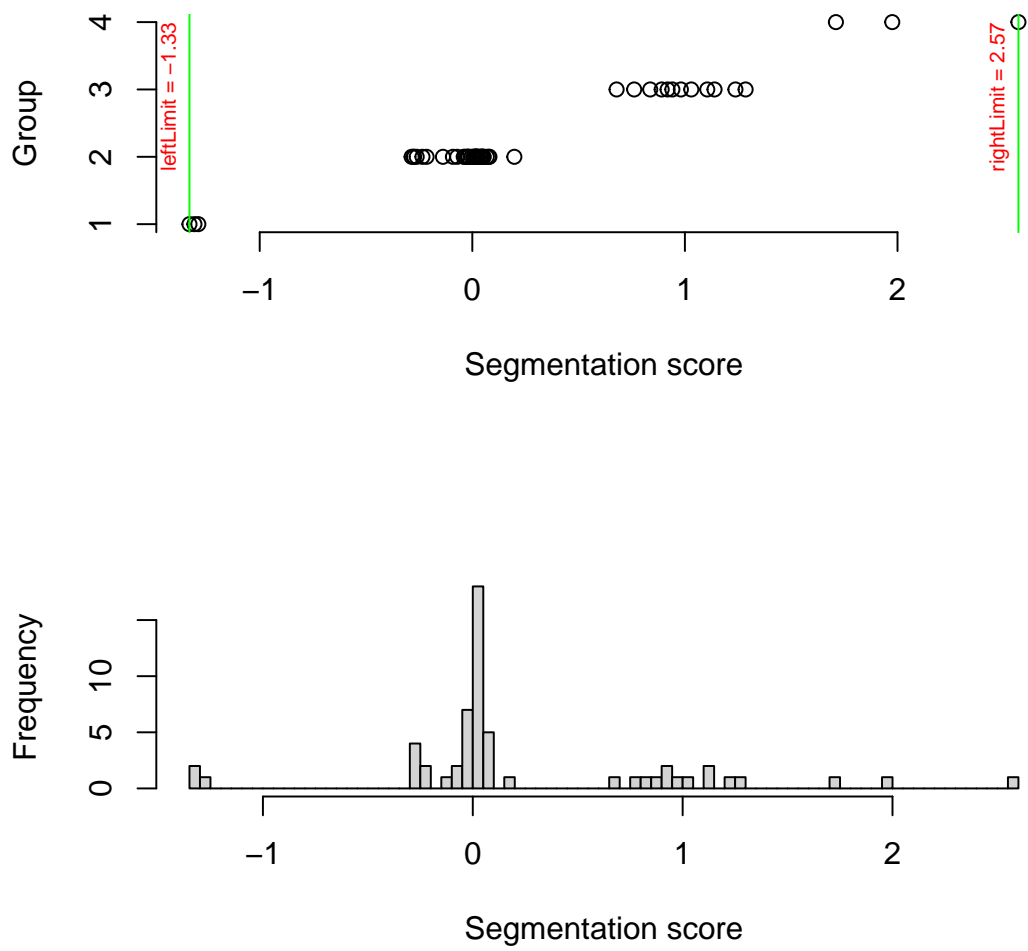 4
3
2
1
Group
leftLimit = −1.33
rightLimit = 2.57
−1 0 1 2
Segmentation score
10
5
0
Frequency
−1 0 1 2
Segmentation score